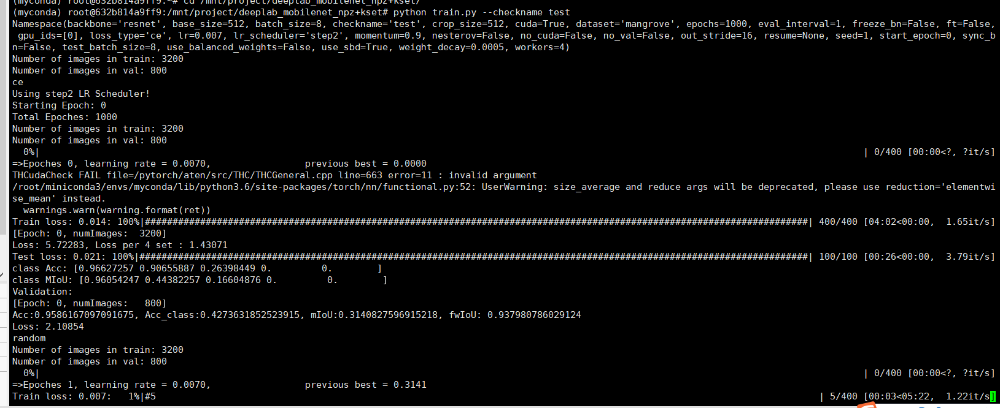 (myconda) root@632b814a9ff9:~# cd /mnt/project/deeplab_mobilenet_npz+kset/
(myconda) root@632b814a9ff9:/mnt/project/deeplab_mobilenet_npz+kset# python train.py --checkname test
Namespace(backbone='resnet', base_size=512, batch_size=8, checkname='test', crop_size=512, cuda=True, dataset='mangrove', epochs=1000, eval_interval=1, freeze_bn=False, ft=False,
 gpu_ids=[0], loss_type='ce', lr=0.007, lr_scheduler='step2', momentum=0.9, nesterov=False, no_cuda=False, no_val=False, out_stride=16, resume=None, seed=1, start_epoch=0, sync_b
n=False, test_batch_size=8, use_balanced_weights=False, use_sbd=True, weight_decay=0.0005, workers=4)
Number of images in train: 3200
Number of images in val: 800
ce
Using step2 LR Scheduler!
Starting Epoch: 0
Total Epoches: 1000
Number of images in train: 3200
Number of images in val: 800
  0%| | 0/400 [00:00<?, ?it/s]
=>Epoches 0, learning rate = 0.0070, previous best = 0.0000
THCudaCheck FAIL file=/pytorch/aten/src/THC/THCGeneral.cpp line=663 error=11 : invalid argument
/root/miniconda3/envs/myconda/lib/python3.6/site-packages/torch/nn/functional.py:52: UserWarning: size_average and reduce args will be deprecated, please use reduction='elementwi
se_mean' instead.
  warnings.warn(warning.format(ret))
Train loss: 0.014: 100%|########################################################################################################################| 400/400 [04:02<00:00,  1.65it/s]
[Epoch: 0, numImages:  3200]
Loss: 5.72283, Loss per 4 set : 1.43071
Test loss: 0.021: 100%|#########################################################################################################################| 100/100 [00:26<00:00,  3.79it/s]
class Acc: [0.96627257 0.90655887 0.26398449 0.         0.        ]
class MIoU: [0.96054247 0.44382257 0.16604876 0.         0.        ]
Validation:
[Epoch: 0, numImages:   800]
Acc:0.9586167097091675, Acc_class:0.4273631852523915, mIoU:0.3140827596915218, fwIoU: 0.937980786029124
Loss: 2.10854
random
Number of images in train: 3200
Number of images in val: 800
  0%| | 0/400 [00:00<?, ?it/s]
=>Epoches 1, learning rate = 0.0070, previous best = 0.3141
Train loss: 0.007:   1%|#5 | 5/400 [00:03<05:22,  1.22it/s]